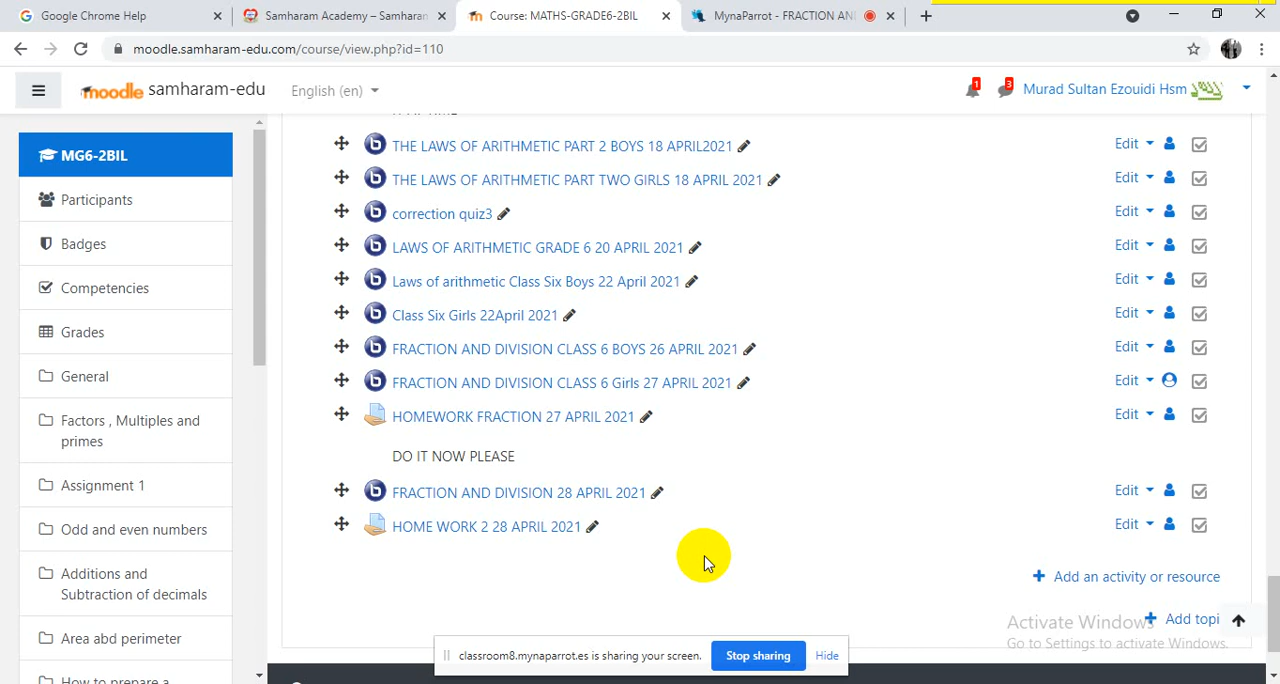 Google Chrome Help
Samharam Academy – Samharan
Course: MATHS-GRADE6-2BIL
MynaParrot - FRACTION AN
moodle.samharam-edu.com/course/view.php?id=110
moodle samharam-edu
English (en)
1
3
Murad Sultan Ezouidi Hsm
MG6-2BIL
Participants
Badges
Competencies
Grades
General
Factors , Multiples and
primes
Assignment 1
Odd and even numbers
Additions and
Subtraction of decimals
Area abd perimeter
How to prepare a
THE LAWS OF ARITHMETIC PART 2 BOYS 18 APRIL2021
Edit
THE LAWS OF ARITHMETIC PART TWO GIRLS 18 APRIL 2021
Edit
correction quiz3
Edit
LAWS OF ARITHMETIC GRADE 6 20 APRIL 2021
Edit
Laws of arithmetic Class Six Boys 22 April 2021
Edit
Class Six Girls 22April 2021
Edit
FRACTION AND DIVISION CLASS 6 BOYS 26 APRIL 2021
Edit
FRACTION AND DIVISION CLASS 6 Girls 27 APRIL 2021
Edit
HOMEWORK FRACTION 27 APRIL 2021
Edit
DO IT NOW PLEASE
FRACTION AND DIVISION 28 APRIL 2021
Edit
HOME WORK 2 28 APRIL 2021
Edit
Add an activity or resource
Add topi
Activate Windows
Go to Settings to activate Windows.
classroom8.mynaparrot.es is sharing your screen.
Stop sharing
Hide